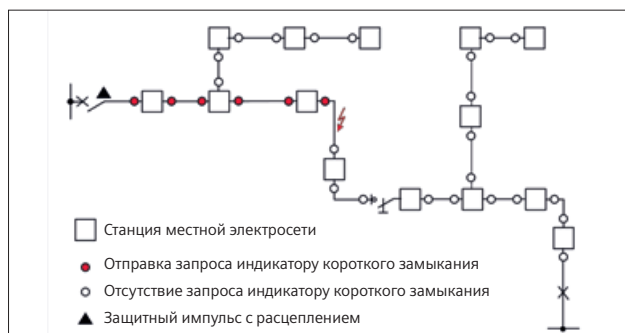 Станция местной электросети
Отправка запроса индикатору короткого замыкания
Отсутствие запроса индикатору короткого замыкания
Защитный импульс с расцеплением